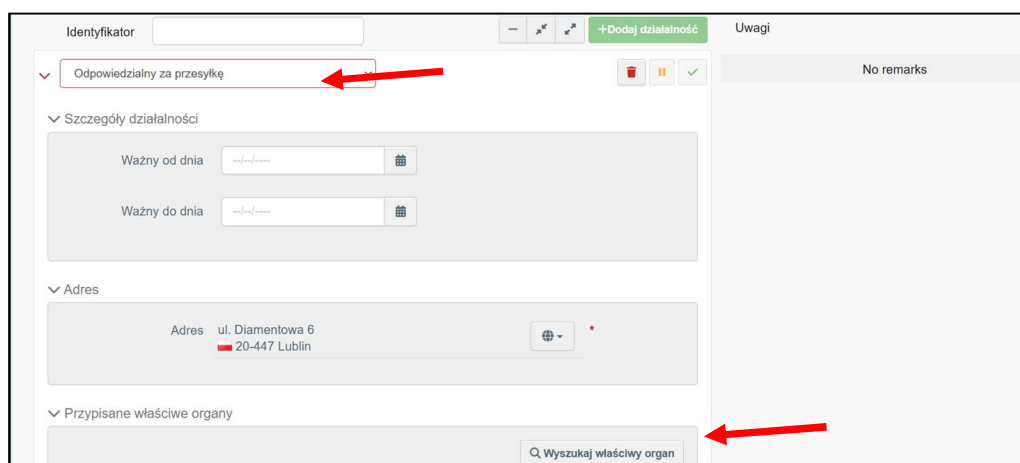 Identyfikator
+Dodaj działalność
Uwagi
Odpowiedzialny za przesyłkę
No remarks
Szczegóły działalności
Ważny od dnia --/--/----
Ważny do dnia --/--/----
Adres
Adres ul. Diamentowa 6 *
20-447 Lublin
Przypisane właściwe organy
Wyszukaj właściwy organ